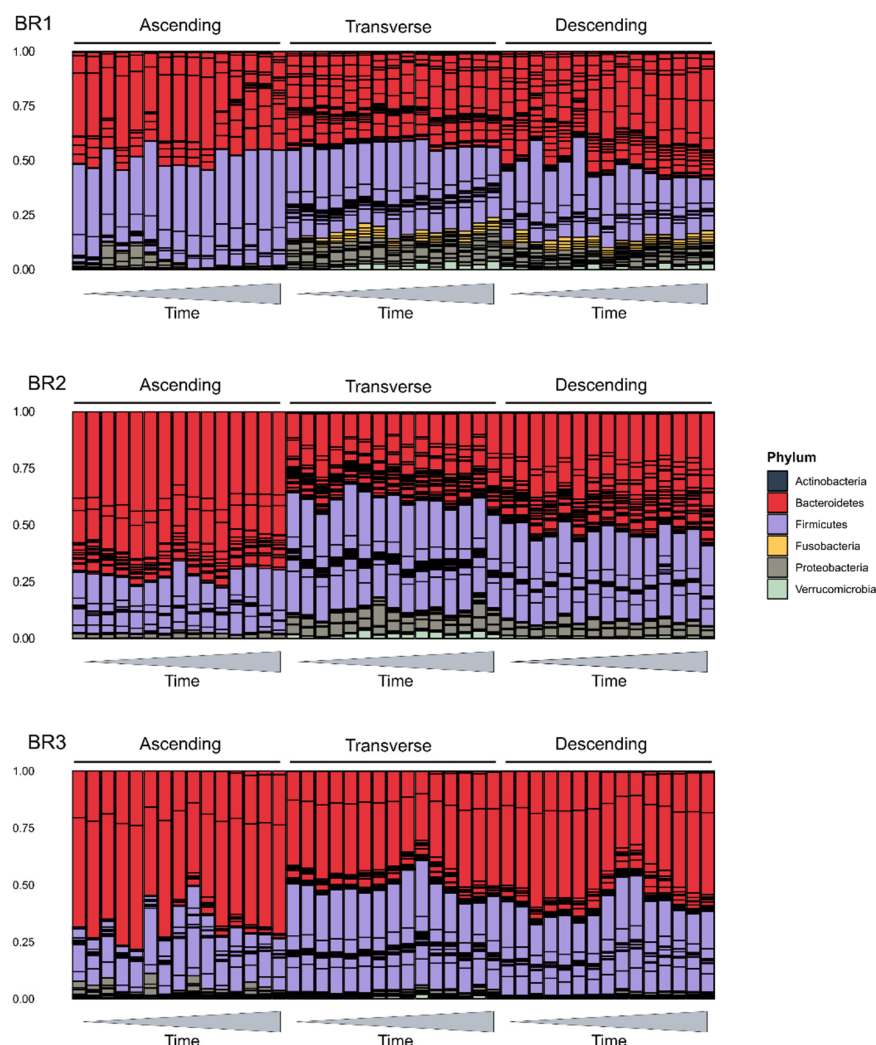 BR1
Ascending Transverse Descending
1.00
0.75
0.50
0.25
0.00
Time Time Time
BR2
Ascending Transverse Descending
1.00
0.75
0.50
0.25
0.00
Time Time Time
Phylum
Actinobacteria
Bacteroidetes
Firmicutes
Fusobacteria
Proteobacteria
Verrucomicrobia
BR3
Ascending Transverse Descending
1.00
0.75
0.50
0.25
0.00
Time Time Time